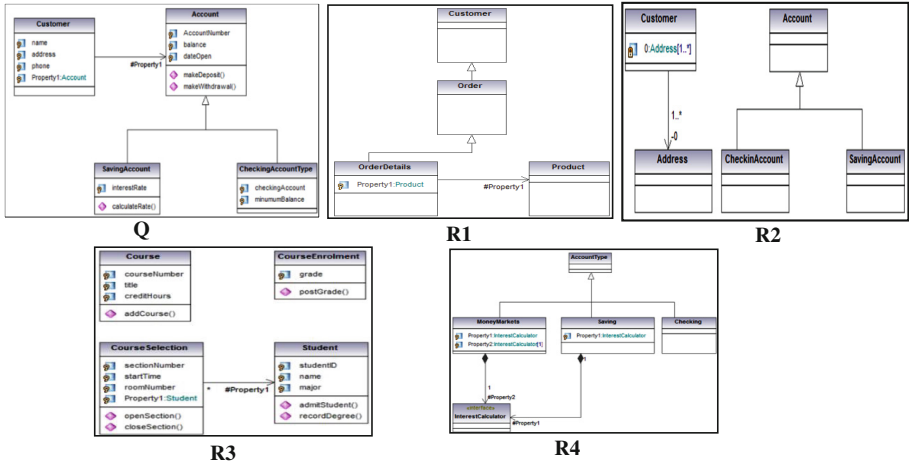 Customer
name
address
phone
Property1:Account
#Property1
Account
AccountNumber
balance
dateOpen
makeDeposit()
makeWithdrawal()
SavingAccount
interestRate
calculateRate()
CheckingAccountType
checkingAccount
minumumBalance
Q
Customer
Order
OrderDetails
Property1:Product
#Property1
Product
R1
Customer
0:Address[1..*]
Account
1..*
-0
Address
CheckinAccount
SavingAccount
R2
Course
courseNumber
title
creditHours
addCourse()
CourseEnrolment
grade
postGrade()
CourseSelection
sectionNumber
startTime
roomNumber
Property1:Student
openSection()
closeSection()
*
#Property1
Student
studentID
name
major
admitStudent()
recordDegree()
R3
AccountType
MoneyMarkets
Property1:InterestCalculator
Property2:InterestCalculator[1]
Saving
Property1:InterestCalculator
Checking
1
1
#Property2
InterestCalculator
#Property1
R4